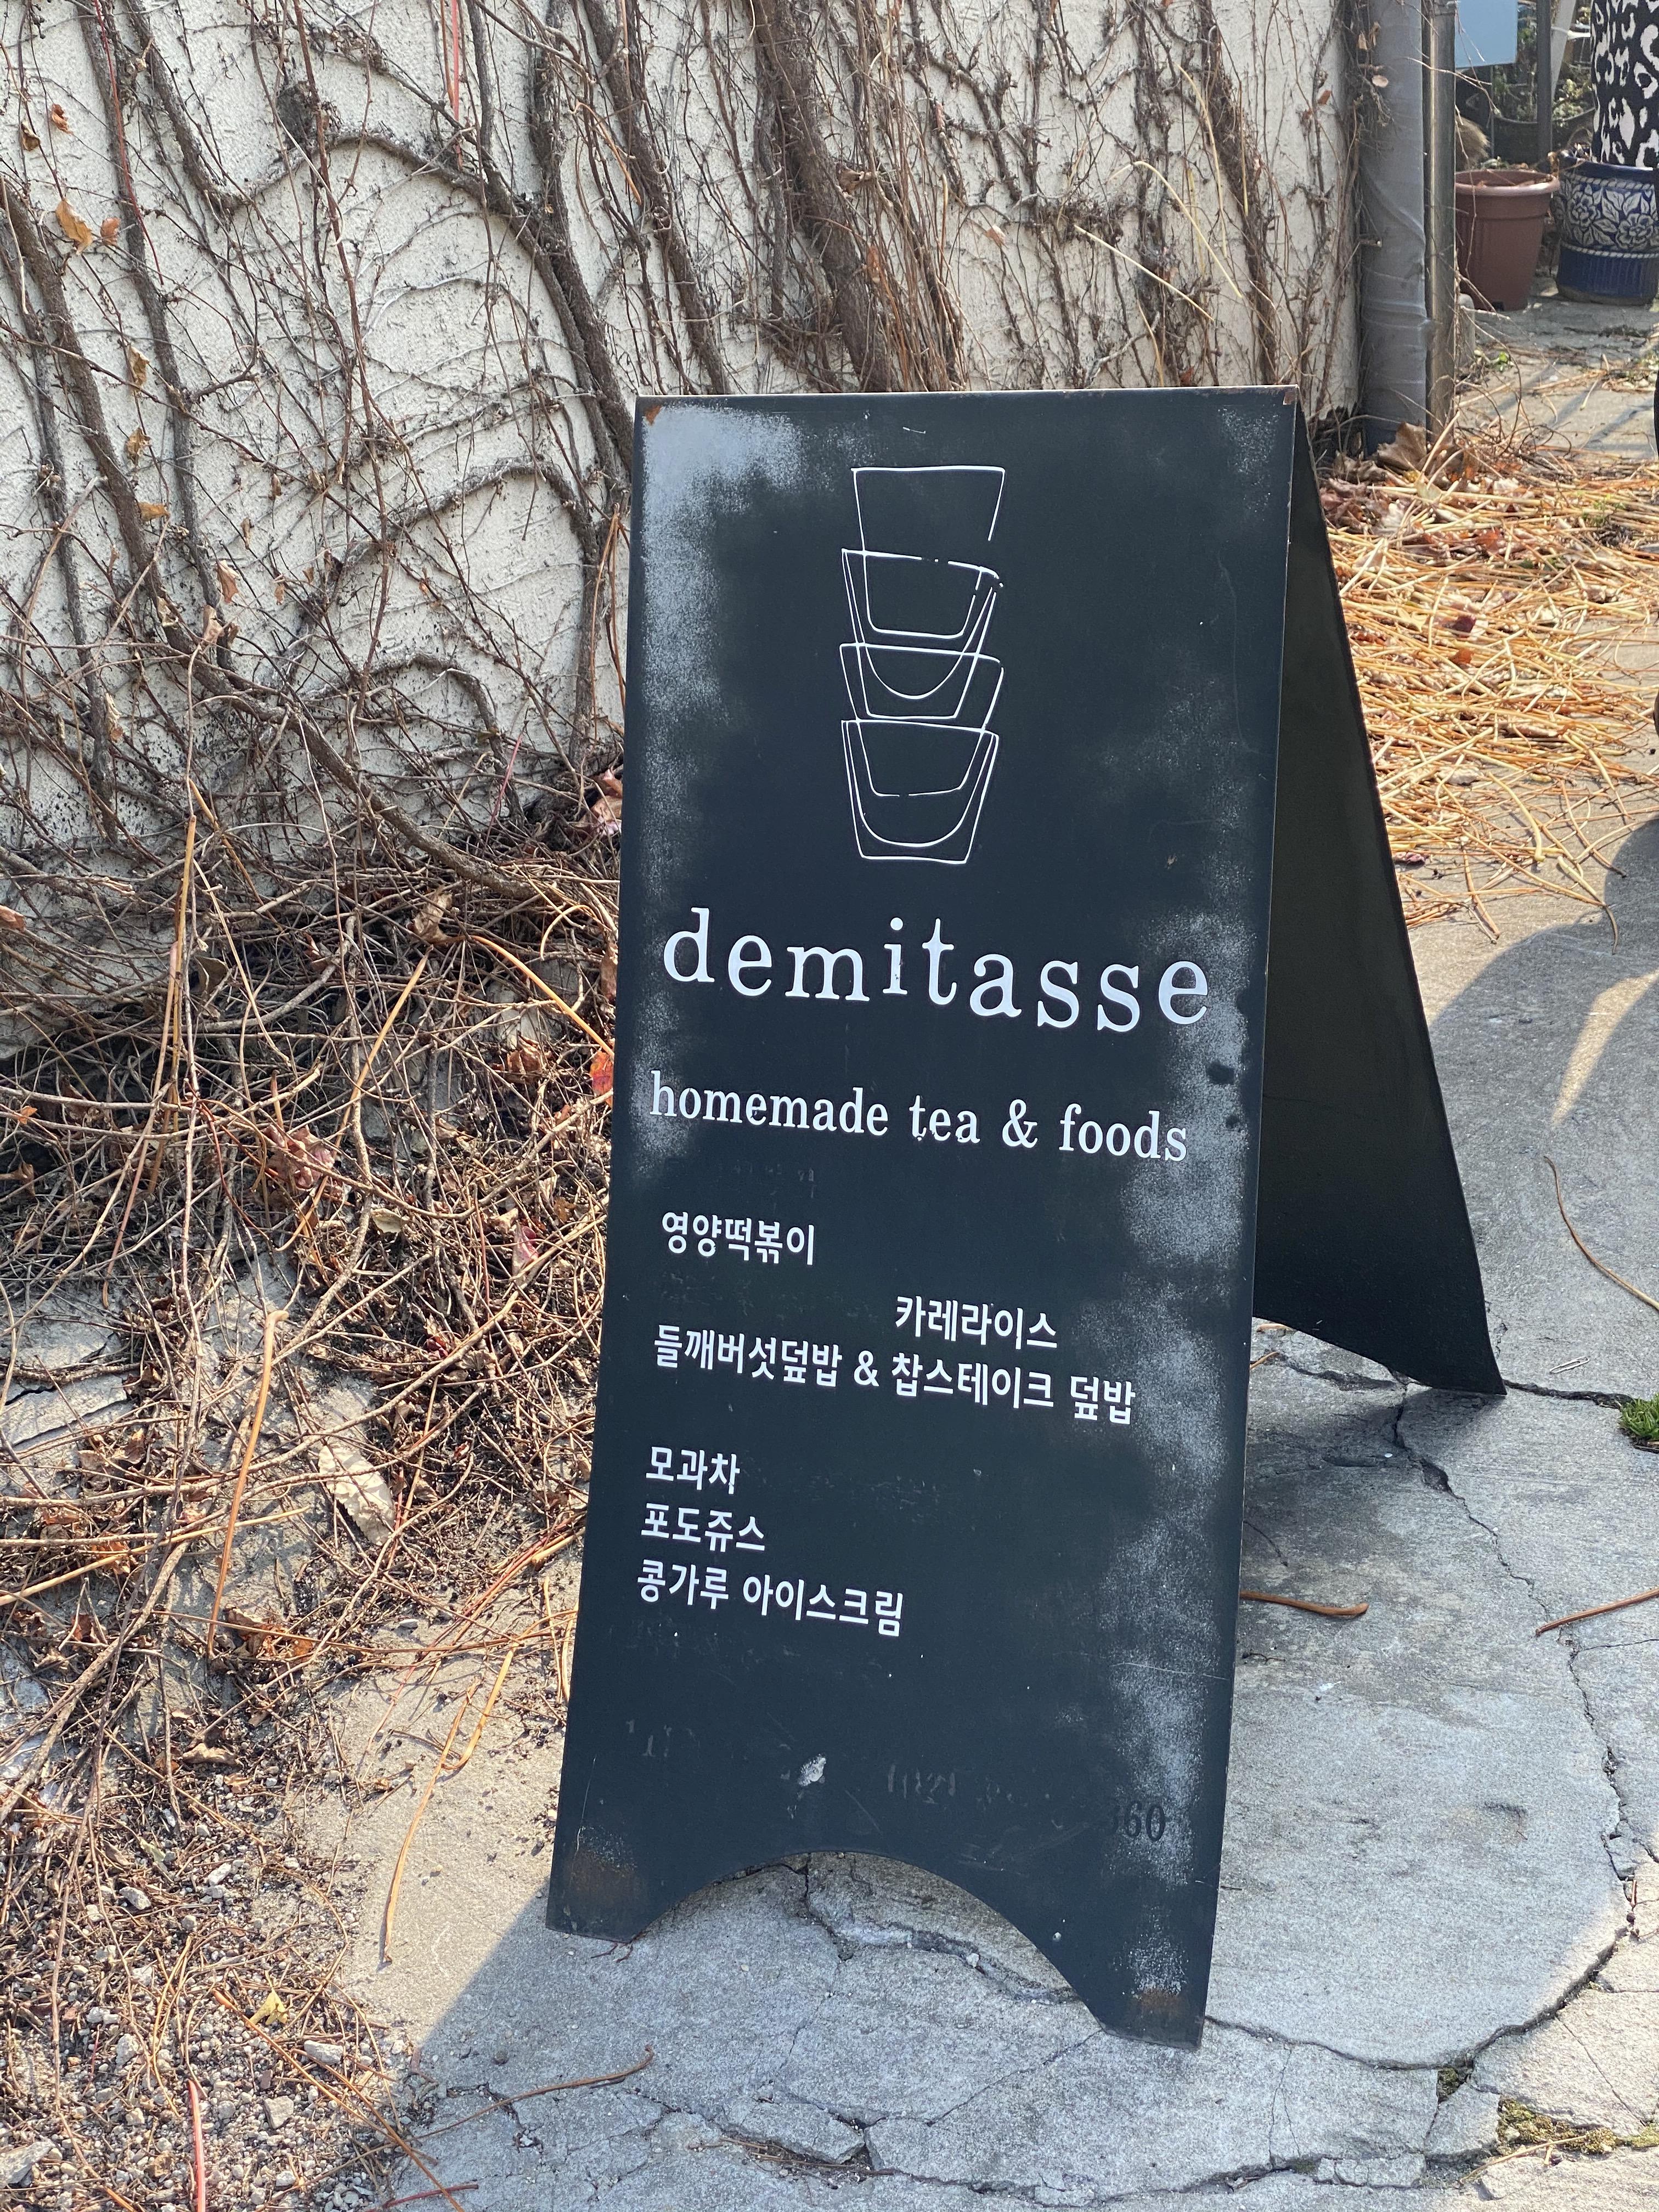 demitasse
homemade tea & foods
영양떡볶이
카레라이스
들깨버섯덮밥 & 찹스테이크 덮밥
모과차
포도쥬스
콩가루 아이스크림
360